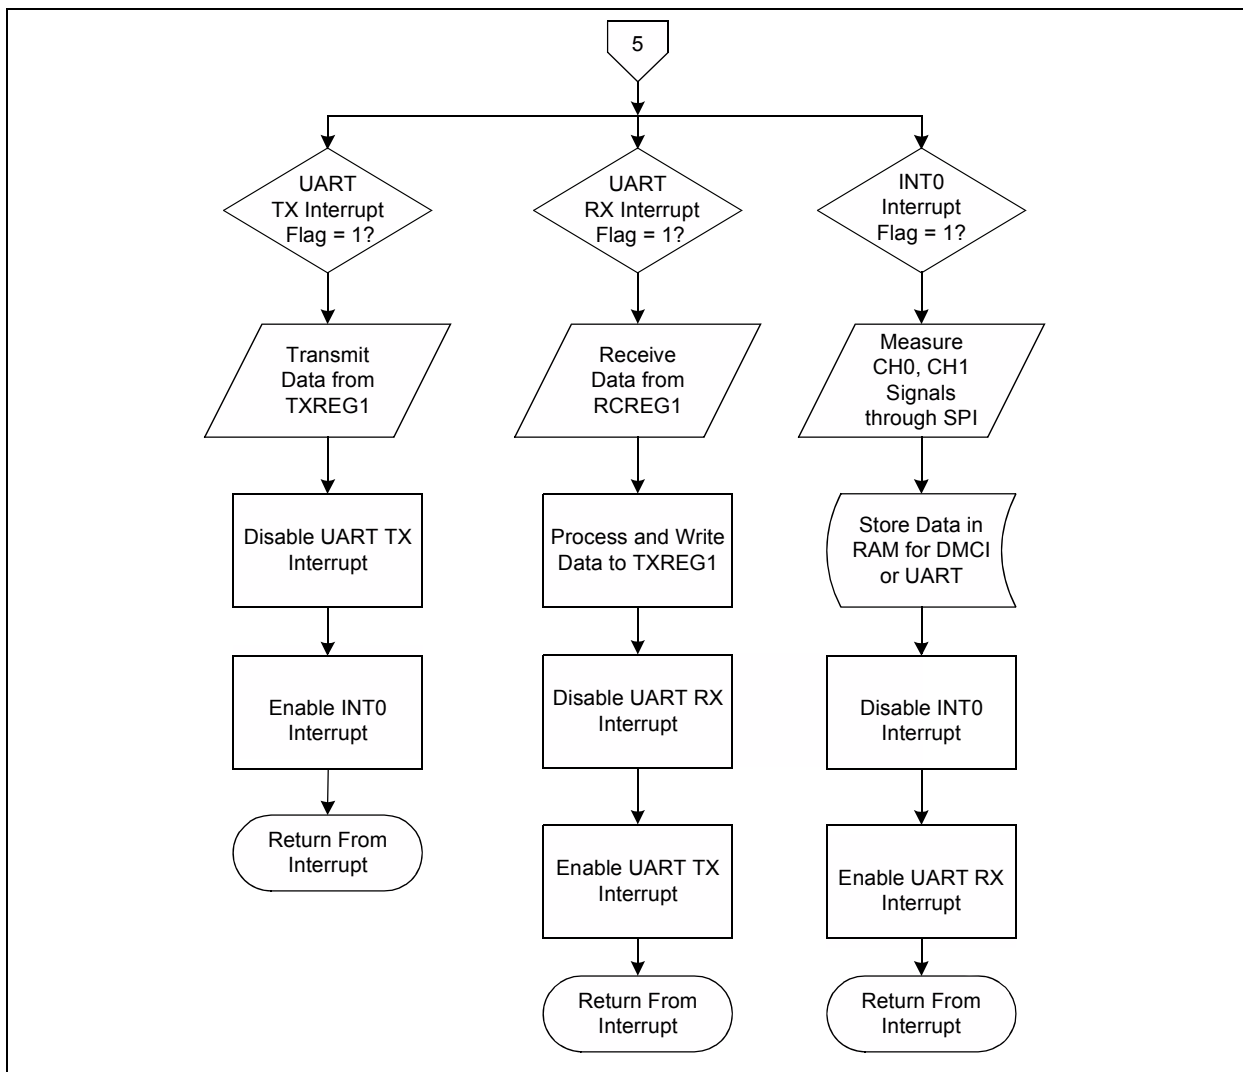 5
UART
TX Interrupt
Flag = 1?
UART
RX Interrupt
Flag = 1?
INT0
Interrupt
Flag = 1?
Transmit
Data from
TXREG1
Receive
Data from
RCREG1
Measure
CH0, CH1
Signals
through SPI
Disable UART TX
Interrupt
Process and Write
Data to TXREG1
Store Data in
RAM for DMCI
or UART
Enable INT0
Interrupt
Disable UART RX
Interrupt
Disable INT0
Interrupt
Return From
Interrupt
Enable UART TX
Interrupt
Enable UART RX
Interrupt
Return From
Interrupt
Return From
Interrupt